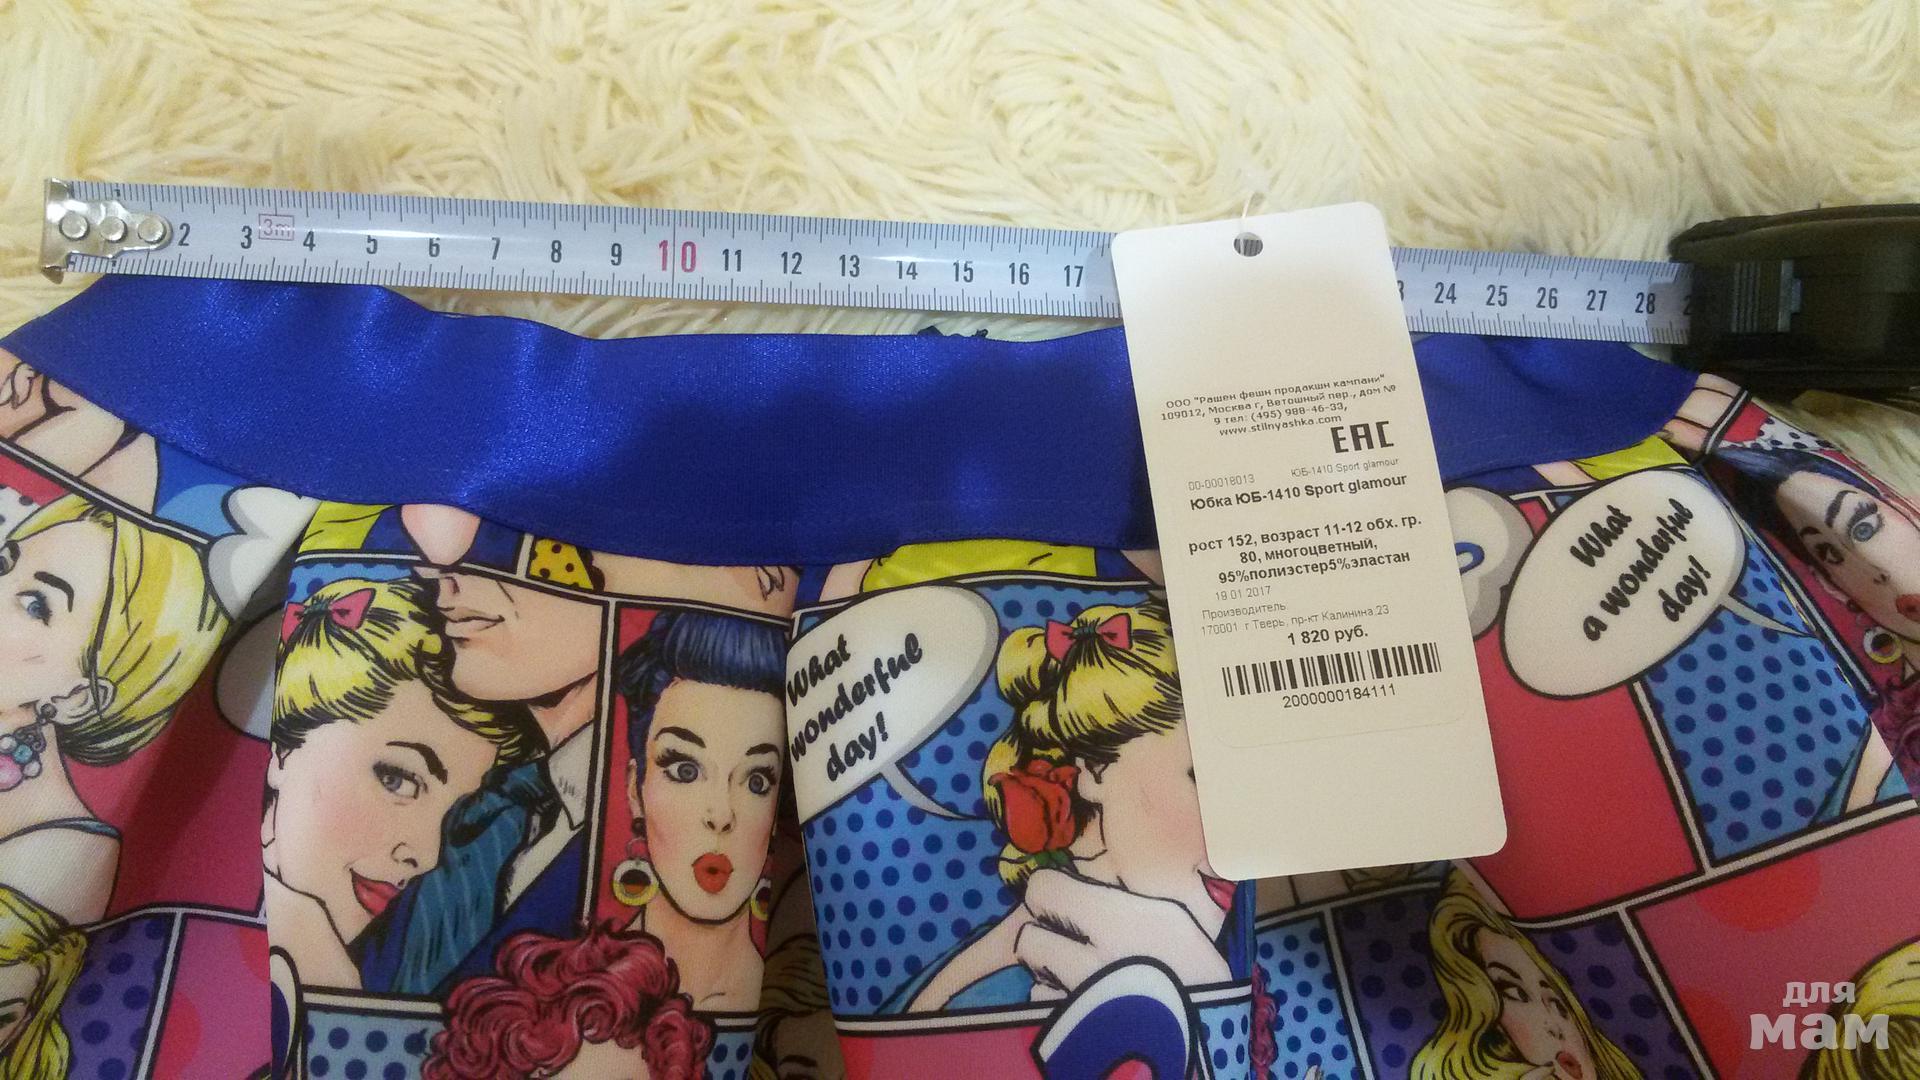 2 3 3m 4 5 6 7 8 9 10 11 12 13 14 15 16 17 24 25 26 27 28
ООО "Рашен фешн продакшн кампани"
109012, Москва г, Ветошный пер., дом №
9 тел: (495) 988-46-33,
www.stilnyashka.com
EAC
00-00018013 ЮБ-1410 Sport glamour
Юбка ЮБ-1410 Sport glamour
рост 152, возраст 11-12 обх. гр.
80, многоцветный,
95%полиэстер5%эластан
19 01 2017
Производитель
170001 г Тверь, пр-кт Калинина,23
1 820 руб.
2000000184111
What
wonderful
day!
What
a wonderful
day!
для
мам